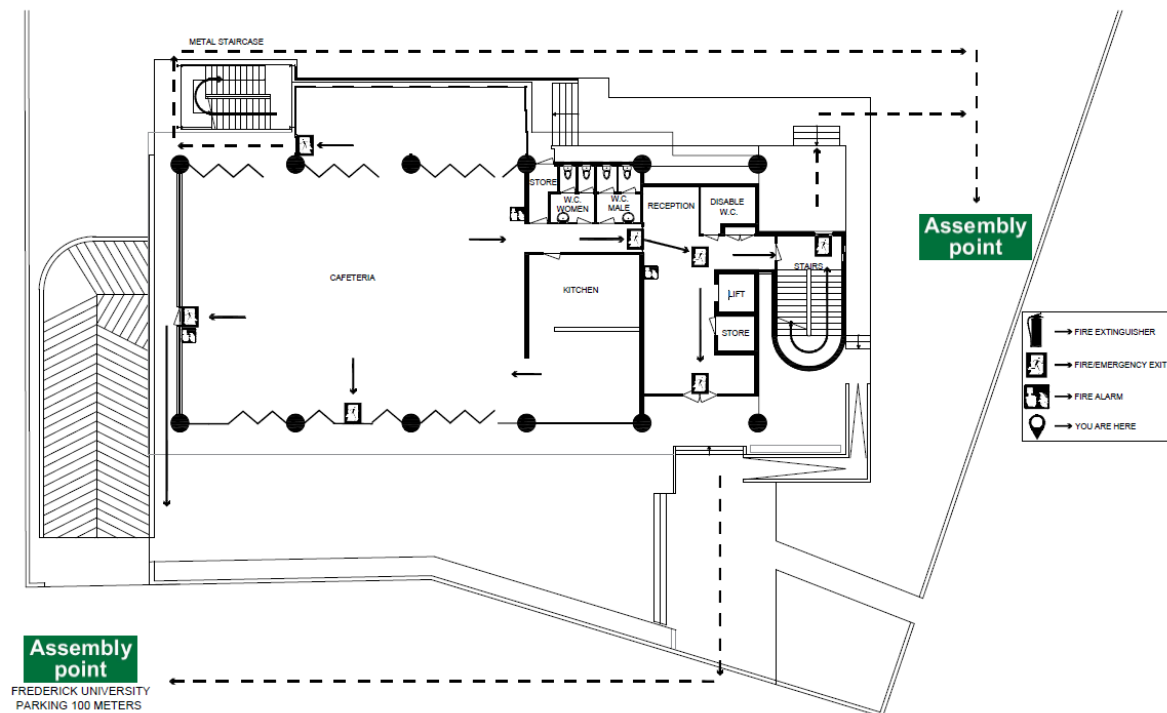 METAL STAIRCASE
STORE
W.C.
WOMEN
W.C.
MALE
RECEPTION
DISABLE
W.C.
Assembly
point
CAFETERIA
KITCHEN
STAIRS
LIFT
STORE
FIRE EXTINGUISHER
FIRE/EMERGENCY EXIT
FIRE ALARM
YOU ARE HERE
Assembly
point
FREDERICK UNIVERSITY
PARKING 100 METERS